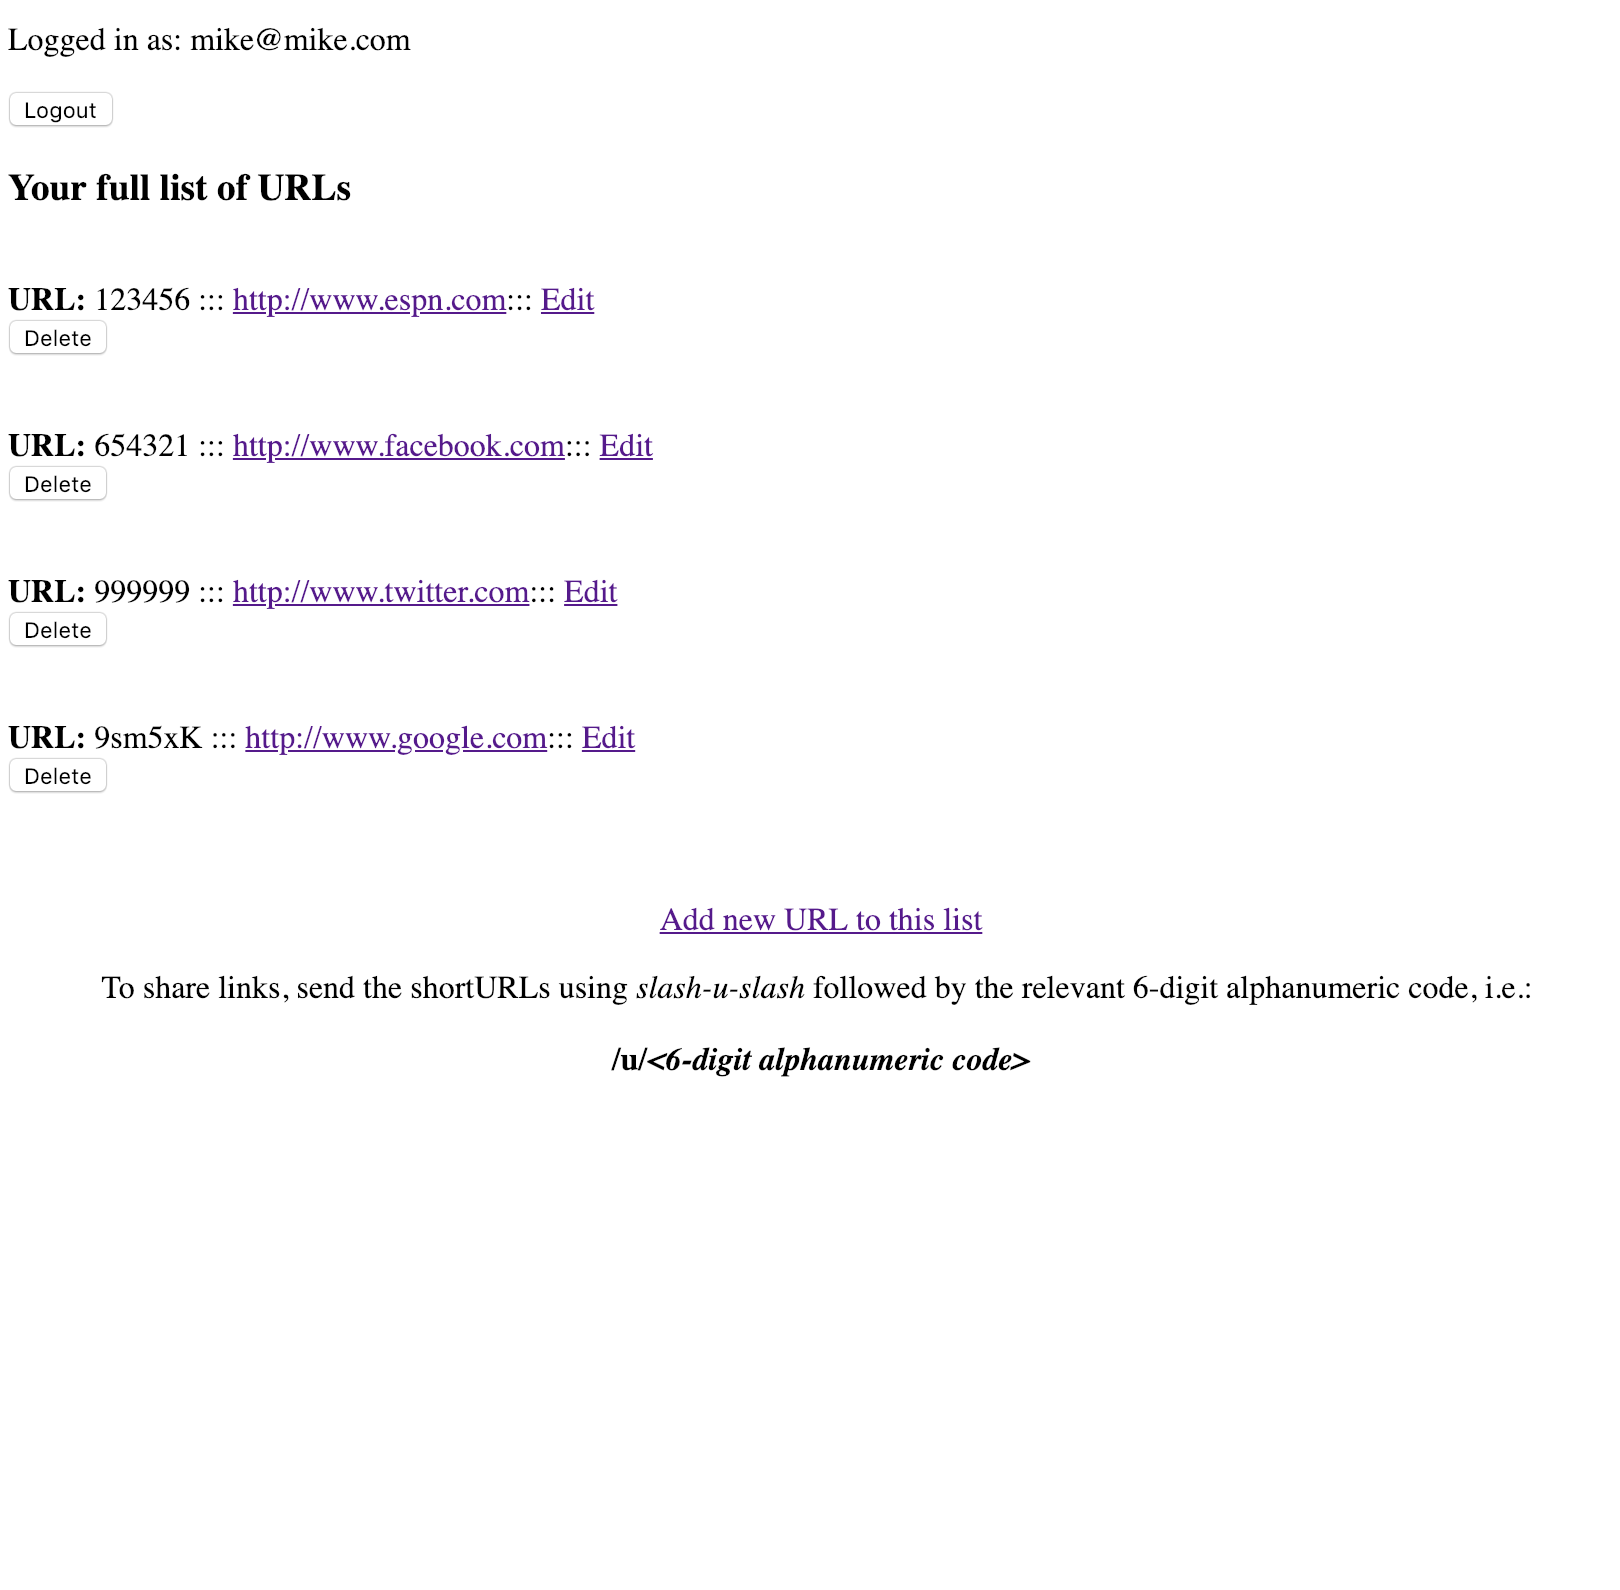 Logged in as: mike@mike.com
Logout
Your full list of URLs
URL: 123456 ::: http://www.espn.com::: Edit
Delete
URL: 654321 ::: http://www.facebook.com::: Edit
Delete
URL: 999999 ::: http://www.twitter.com::: Edit
Delete
URL: 9sm5xK ::: http://www.google.com::: Edit
Delete
Add new URL to this list
To share links, send the shortURLs using slash-u-slash followed by the relevant 6-digit alphanumeric code, i.e.:
/u/<6-digit alphanumeric code>